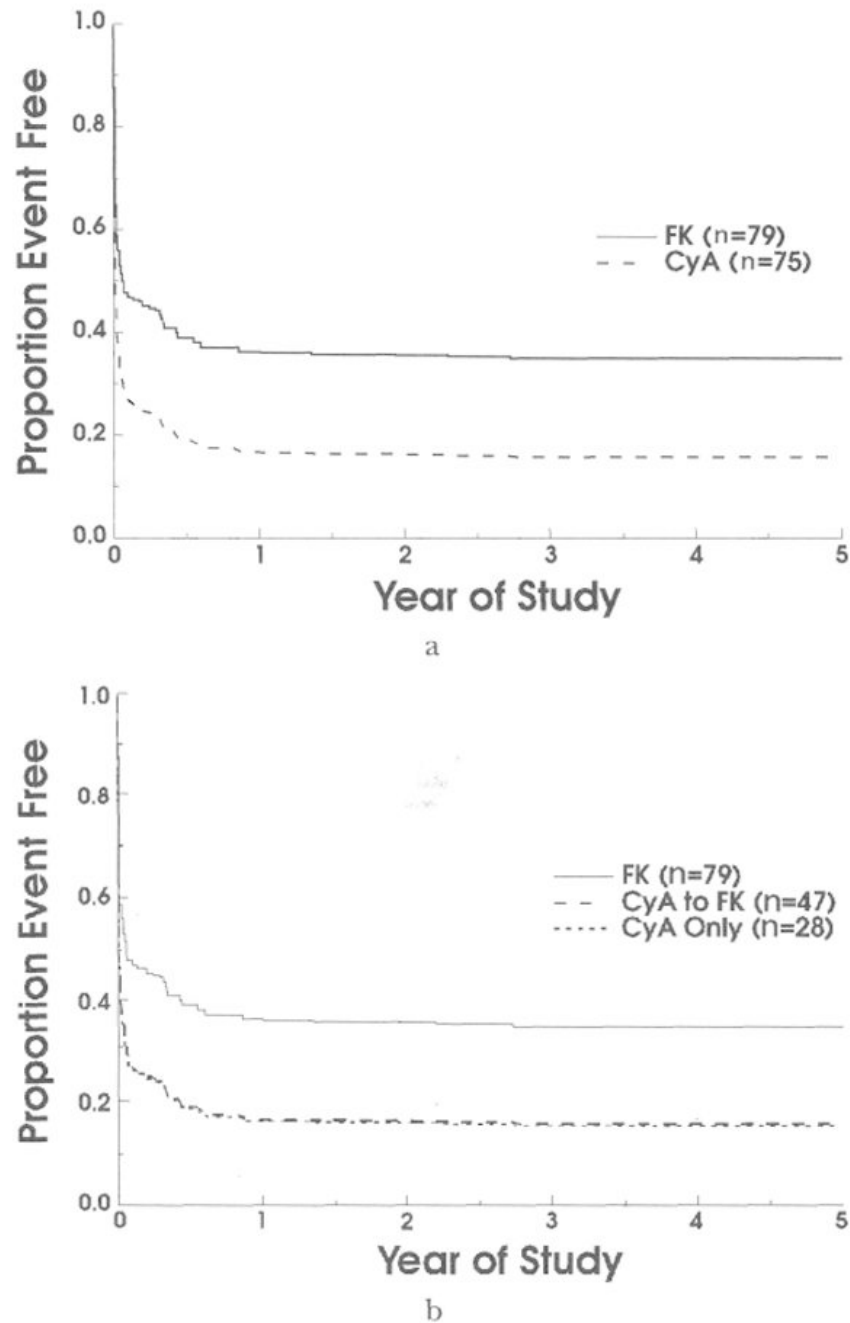 Proportion Event Free
1.0
0.8
0.6
0.4
0.2
0.0
FK (n=79)
CyA (n=75)
0 1 2 3 4 5
Year of Study
a
Proportion Event Free
1.0
0.8
0.6
0.4
0.2
0.0
FK (n=79)
CyA to FK (n=47)
CyA Only (n=28)
0 1 2 3 4 5
Year of Study
b